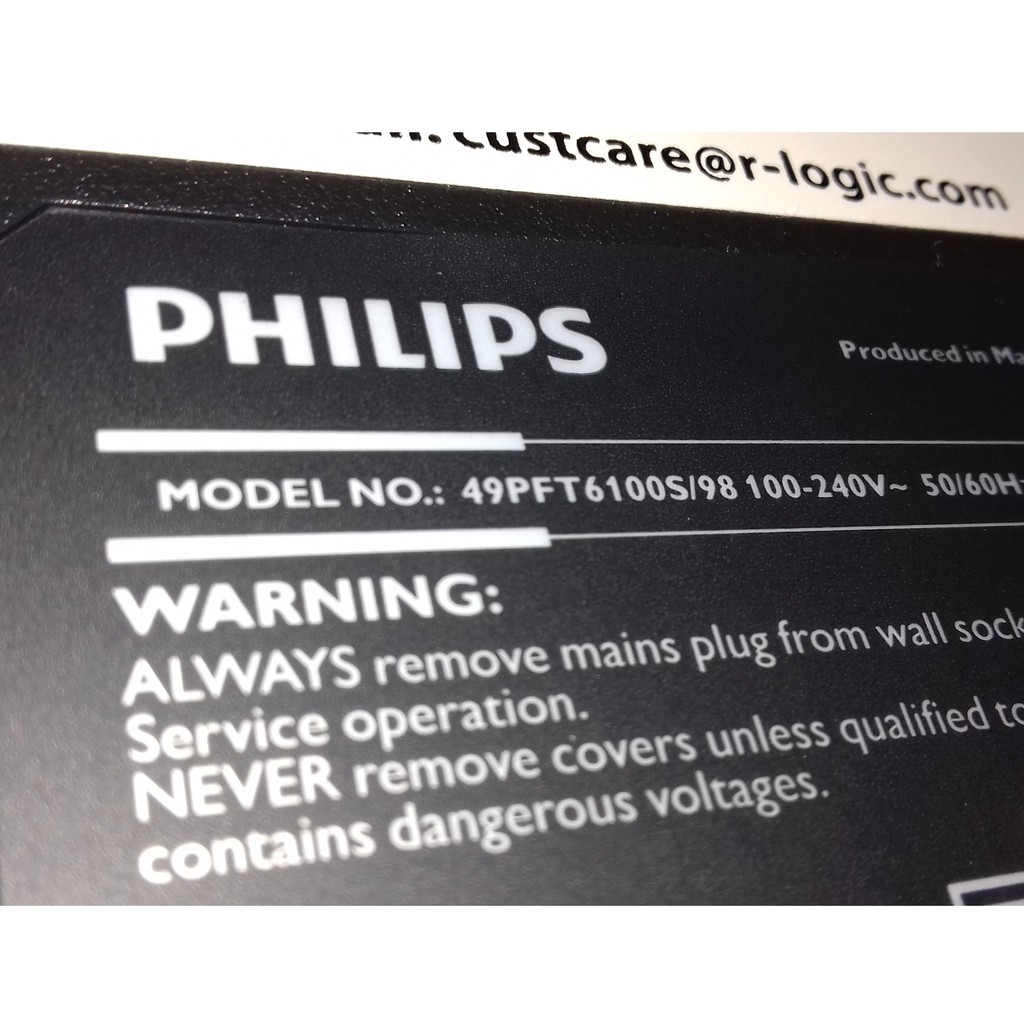 custcare@r-logic.com
PHILIPS
Produced in
MODEL NO.: 49PFT6100S/98 100-240V~ 50/60H
WARNING:
ALWAYS remove mains plug from wall
Service operation.
NEVER remove covers unless qualified
contains dangerous voltages.